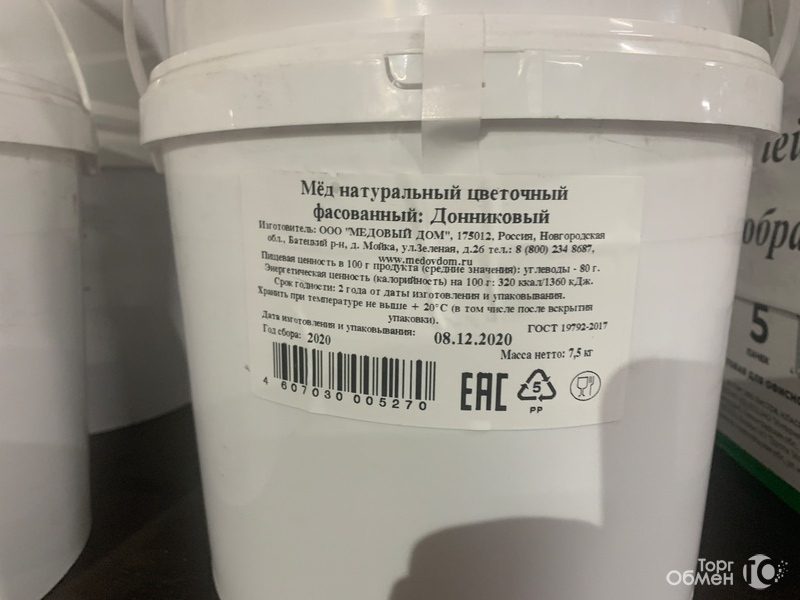 Мёд натуральный цветочный
фасованный: Донниковый
Изготовитель: ООО "МЕДОВЫЙ ДОМ", 175012, Россия, Новгородская
обл., Батецкий р-н, д. Мойка, ул.Зеленая, д.26 тел.: 8 (800) 234 8687,
www.medovdom.ru
Пищевая ценность в 100 г продукта (средние значения): углеводы - 80 г.
Энергетическая ценность (калорийность) на 100 г: 320 ккал/1360 кДж.
Срок годности: 2 года от даты изготовления и упаковывания.
Хранить при температуре не выше + 20°С (в том числе после вскрытия
упаковки).
Дата изготовления и упаковывания: 08.12.2020
ГОСТ 19792-2017
Год сбора: 2020
Масса нетто: 7,5 кг
4 607030 005270
ЕАС
5
PP
5
ПАЧЕК
Торг
Обмен